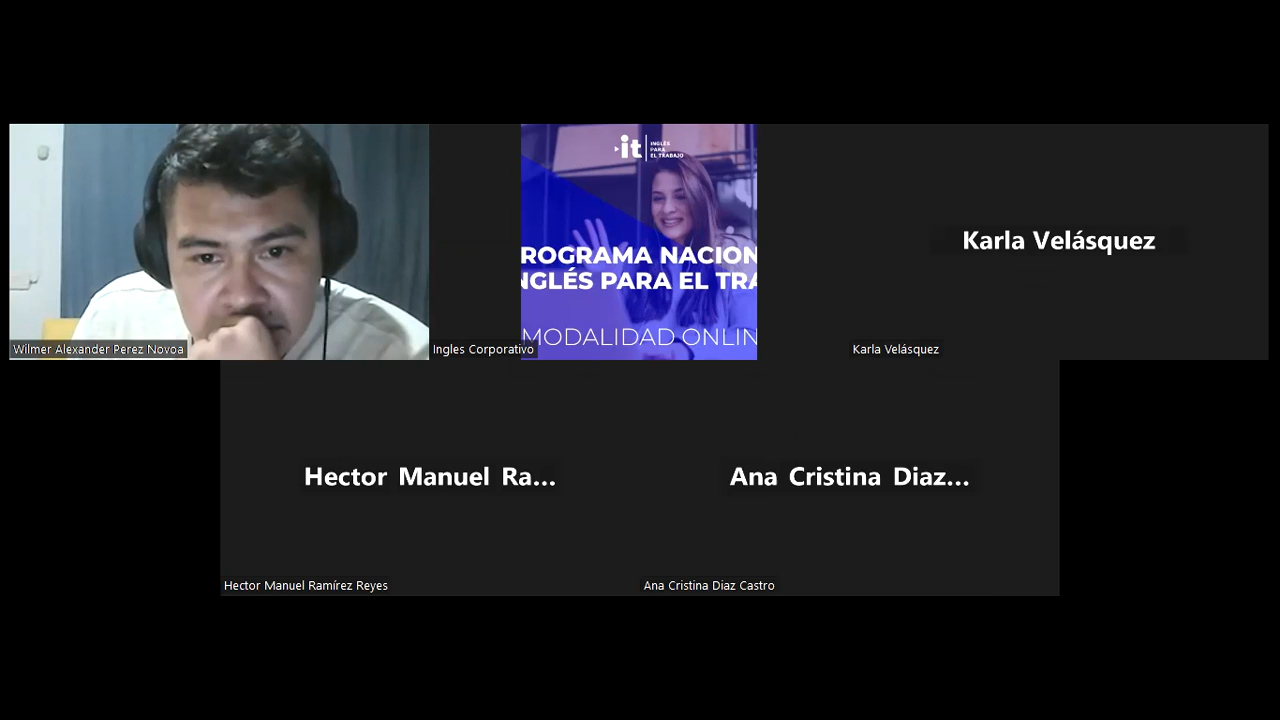 it
INGLÉS
PARA
EL TRABAJO
ROGRAMA NACION
NGLÉS PARA EL TRA
MODALIDAD ONLIN
Karla Velásquez
Wilmer Alexander Perez Novoa
Ingles Corporativo
Karla Velásquez
Hector Manuel Ra...
Ana Cristina Diaz...
Hector Manuel Ramírez Reyes
Ana Cristina Diaz Castro